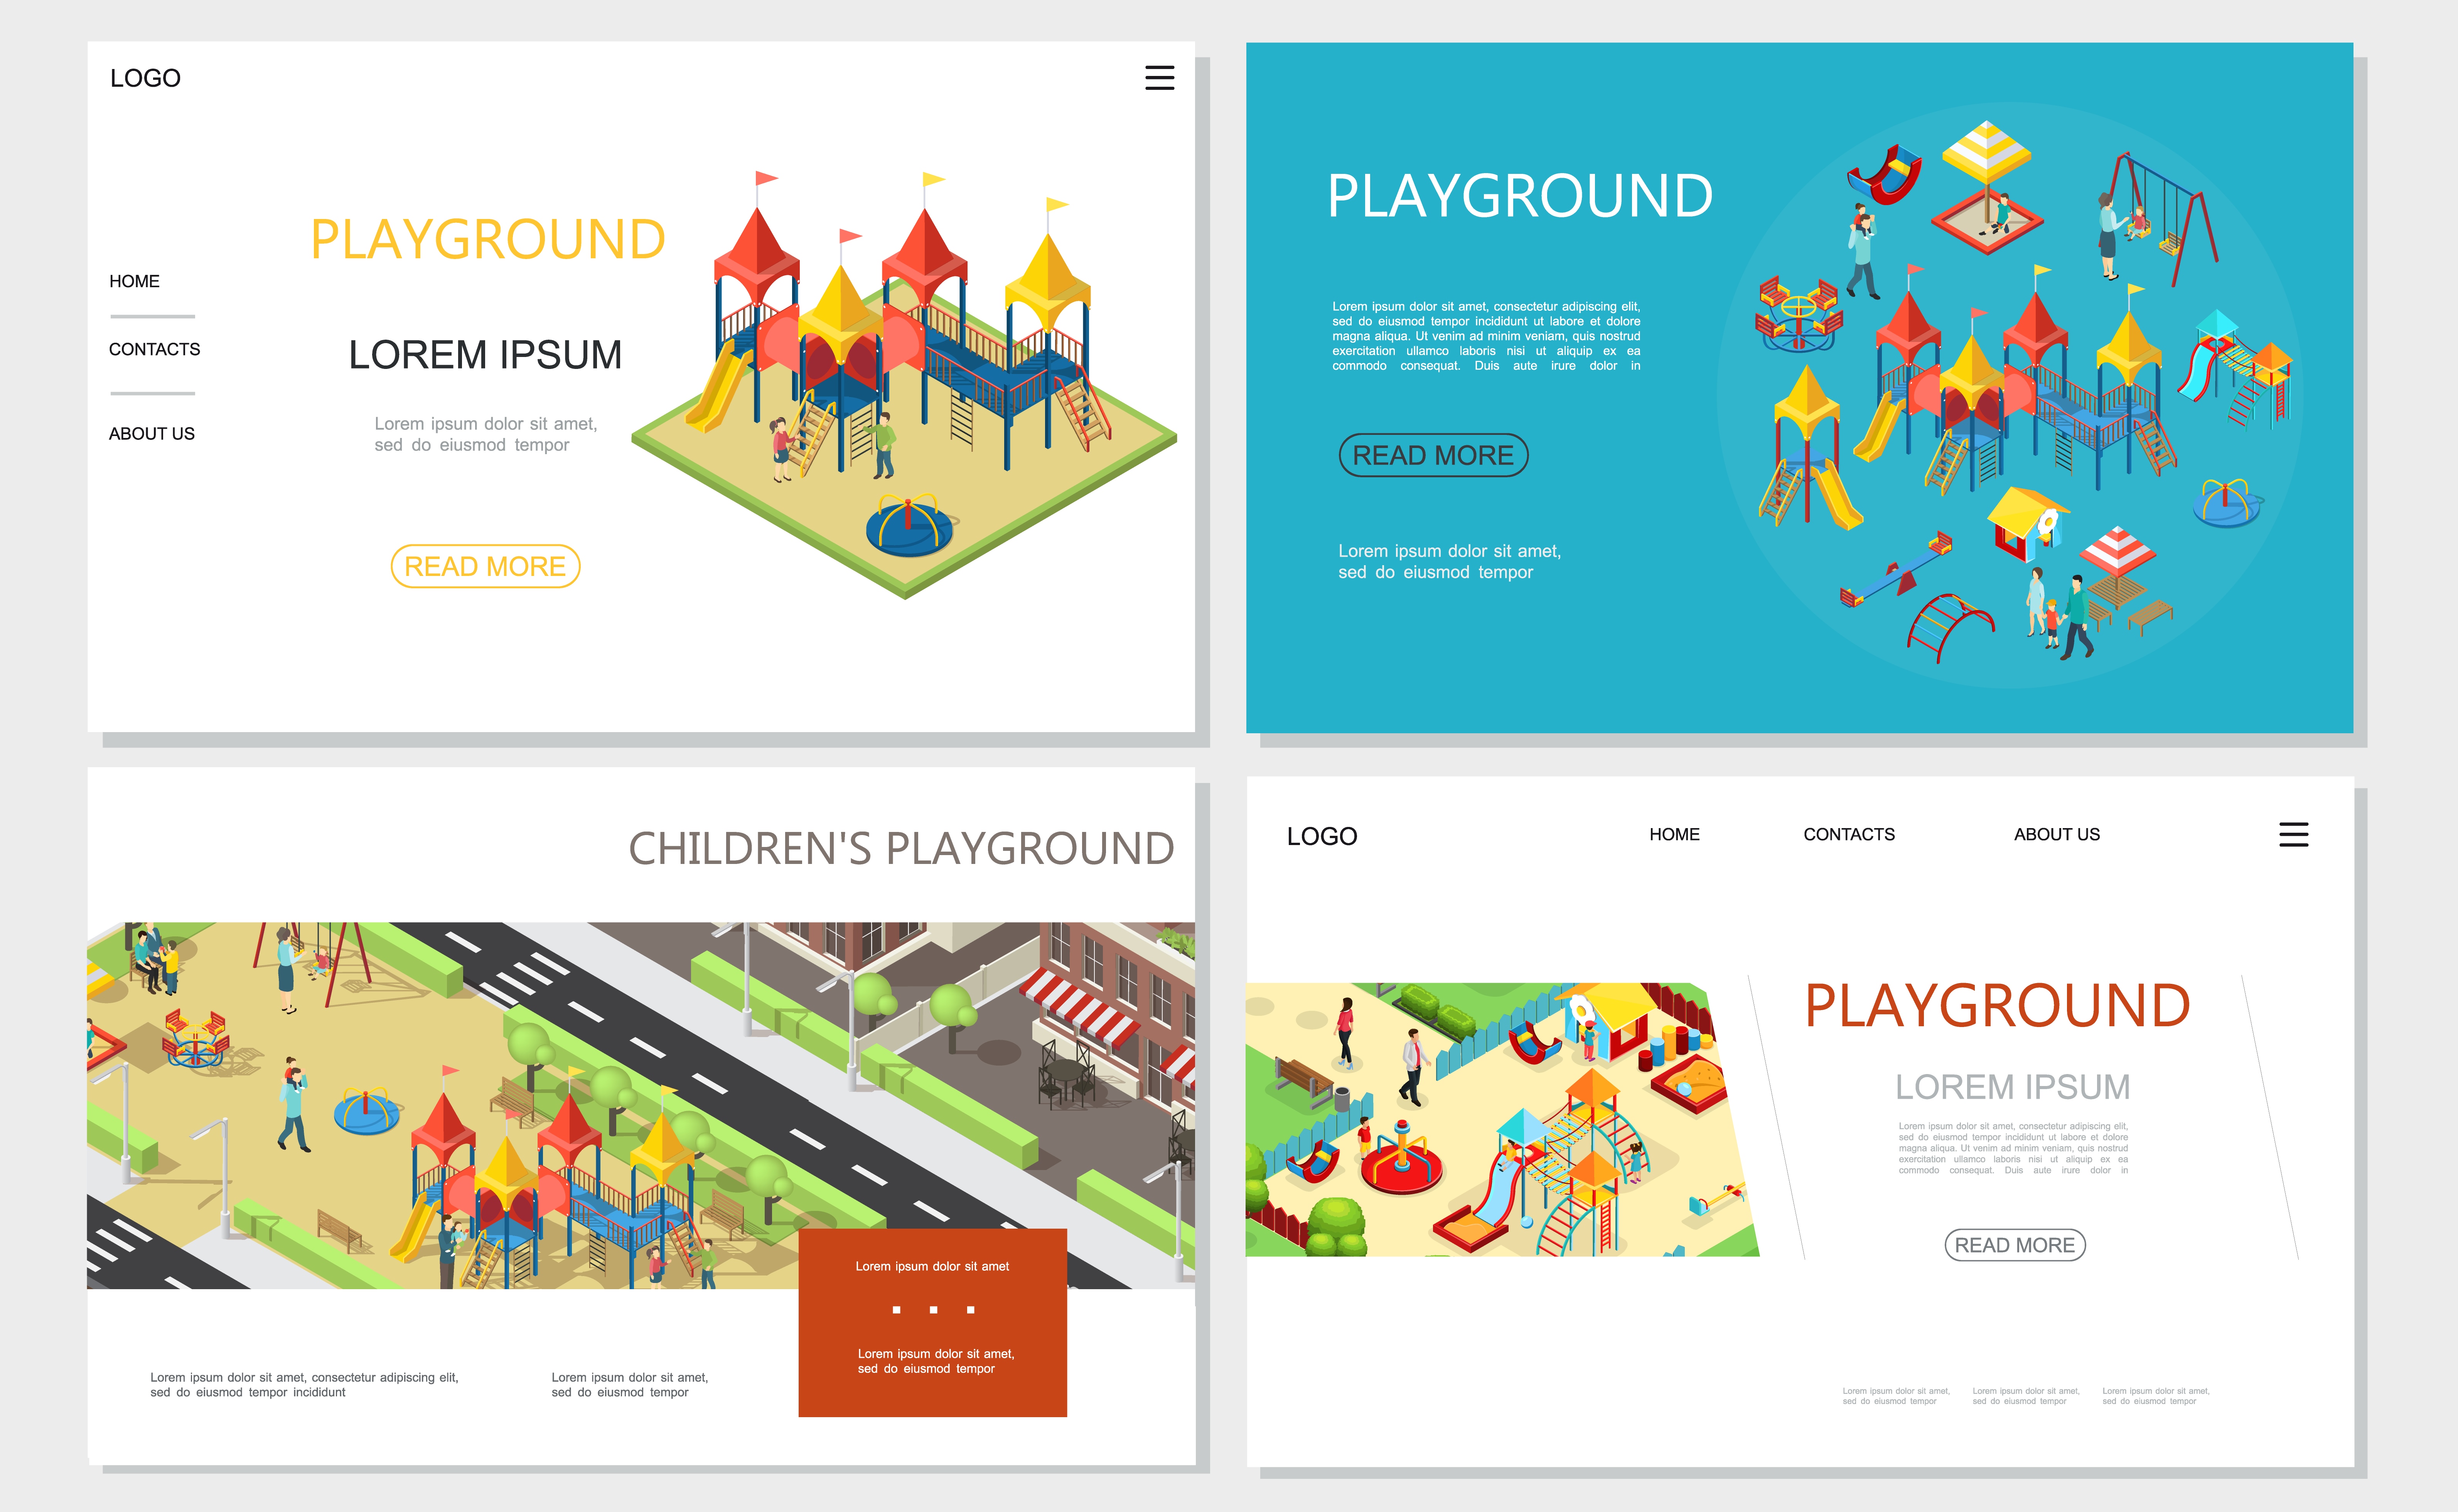 LOGO
PLAYGROUND
HOME
CONTACTS
ABOUT US
LOREM IPSUM
Lorem ipsum dolor sit amet,
sed do eiusmod tempor
READ MORE
PLAYGROUND
Lorem ipsum dolor sit amet, consectetur adipiscing elit,
sed do eiusmod tempor incididunt ut labore et dolore
magna aliqua. Ut venim ad minim veniam, quis nostrud
exercitation ullamco laboris nisi ut aliquip ex ea
commodo consequat. Duis aute irure dolor in
READ MORE
Lorem ipsum dolor sit amet,
sed do eiusmod tempor
CHILDREN'S PLAYGROUND
Lorem ipsum dolor sit amet
Lorem ipsum dolor sit amet,
sed do eiusmod tempor
Lorem ipsum dolor sit amet, consectetur adipiscing elit,
sed do eiusmod tempor incididunt
Lorem ipsum dolor sit amet,
sed do eiusmod tempor
LOGO
HOME
CONTACTS
ABOUT US
PLAYGROUND
LOREM IPSUM
Lorem ipsum dolor sit amet, consectetur adipiscing elit,
sed do eiusmod tempor incididunt ut labore et dolore
magna aliqua. Ut venim ad minim veniam, quis nostrud
exercitation ullamco laboris nisi ut aliquip ex ea
commodo consequat. Duis aute irure dolor in
READ MORE
Lorem ipsum dolor sit amet,
sed do eiusmod tempor
Lorem ipsum dolor sit amet,
sed do eiusmod tempor
Lorem ipsum dolor sit amet,
sed do eiusmod tempor